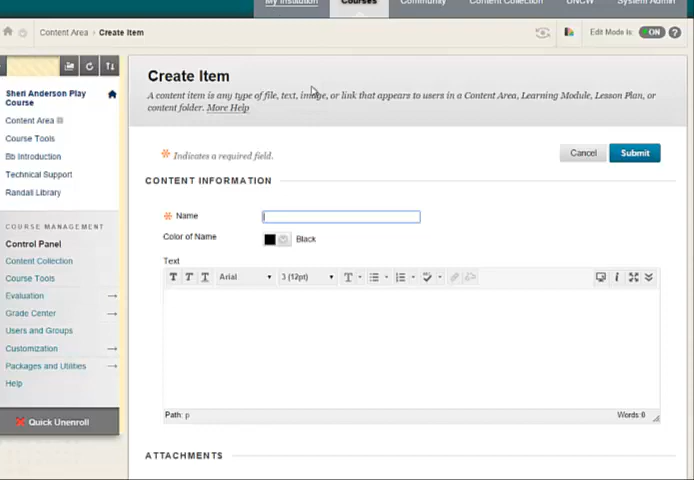 My Institution Courses Community Content Collection UNCW System Admin
Content Area > Create Item
Edit Mode is: ON ?
Sheri Anderson Play
Course
Content Area
Course Tools
Bb Introduction
Technical Support
Randall Library
COURSE MANAGEMENT
Control Panel
Content Collection
Course Tools
Evaluation
Grade Center
Users and Groups
Customization
Packages and Utilities
Help
Quick Unenroll
Create Item
A content item is any type of file, text, image, or link that appears to users in a Content Area, Learning Module, Lesson Plan, or
content folder. More Help
Indicates a required field.
Cancel Submit
CONTENT INFORMATION
Name
Color of Name Black
Text
T T T Arial 3 (12pt) T
Path: p Words:0
ATTACHMENTS